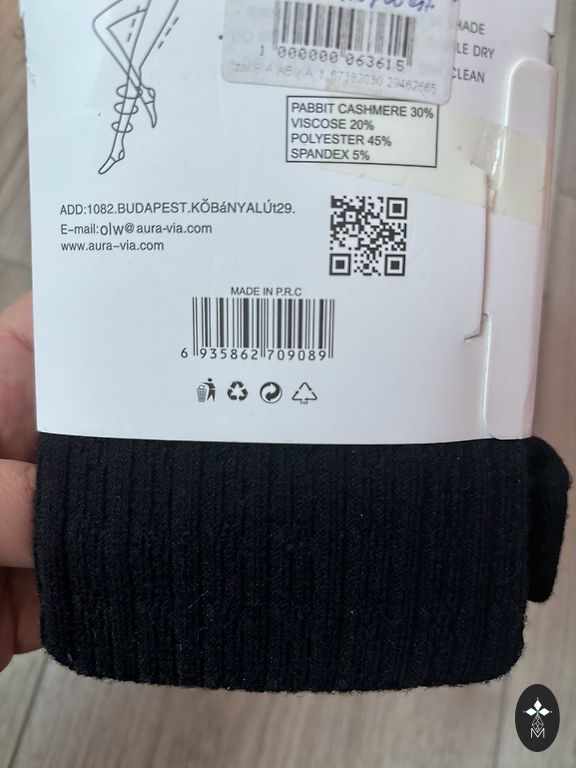 HADE
LE DRY
CLEAN
1 000000 063615
PABBIT CASHMERE 30%
VISCOSE 20%
POLYESTER 45%
SPANDEX 5%
ADD:1082.BUDAPEST.KŎBáNYALÚt29.
E-mail:olw@aura-via.com
www.aura-via.com
MADE IN P.R.C
6 935862 709089
M